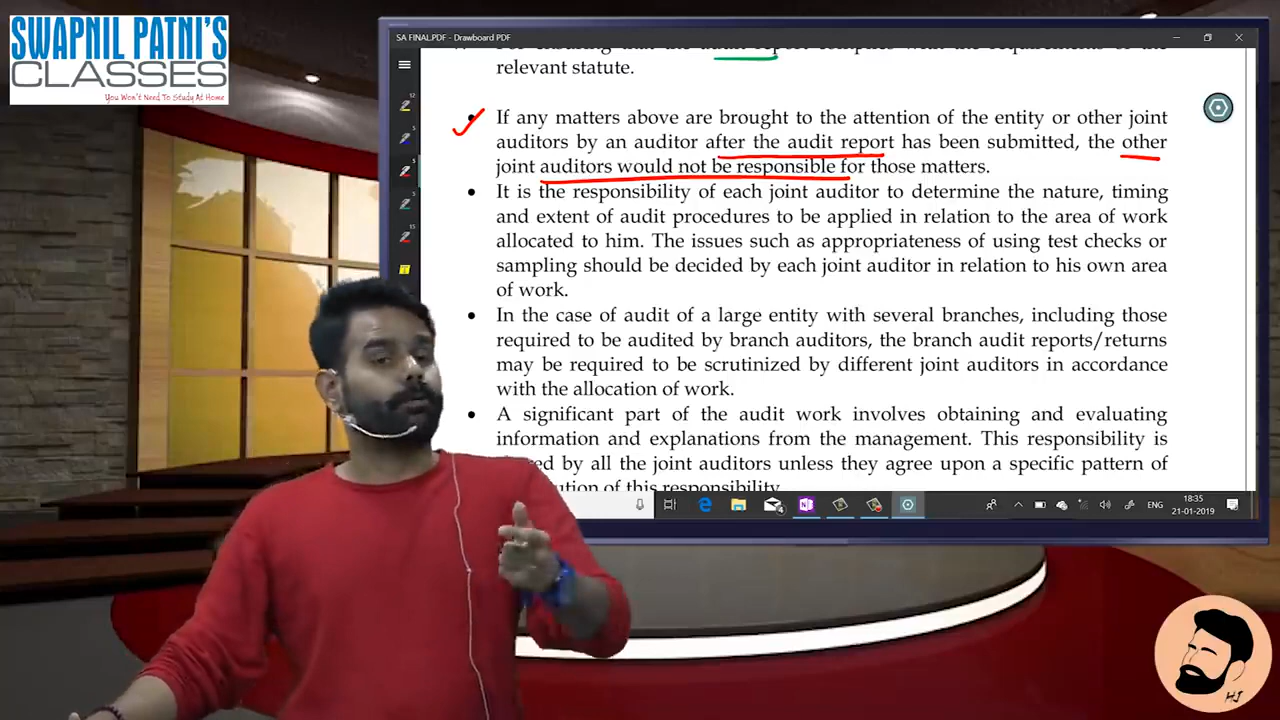 SWAPNIL PATNI'S
CLASSES
You Won't Need To Study At Home
SA FINAL.PDF - Drawboard PDF
relevant statute.
• If any matters above are brought to the attention of the entity or other joint
auditors by an auditor after the audit report has been submitted, the other
joint auditors would not be responsible for those matters.
• It is the responsibility of each joint auditor to determine the nature, timing
and extent of audit procedures to be applied in relation to the area of work
allocated to him. The issues such as appropriateness of using test checks or
sampling should be decided by each joint auditor in relation to his own area
of work.
• In the case of audit of a large entity with several branches, including those
required to be audited by branch auditors, the branch audit reports/returns
may be required to be scrutinized by different joint auditors in accordance
with the allocation of work.
• A significant part of the audit work involves obtaining and evaluating
information and explanations from the management. This responsibility is
by all the joint auditors unless they agree upon a specific pattern of
of this responsibility.
ENG
18:35
21-01-2019
HJ